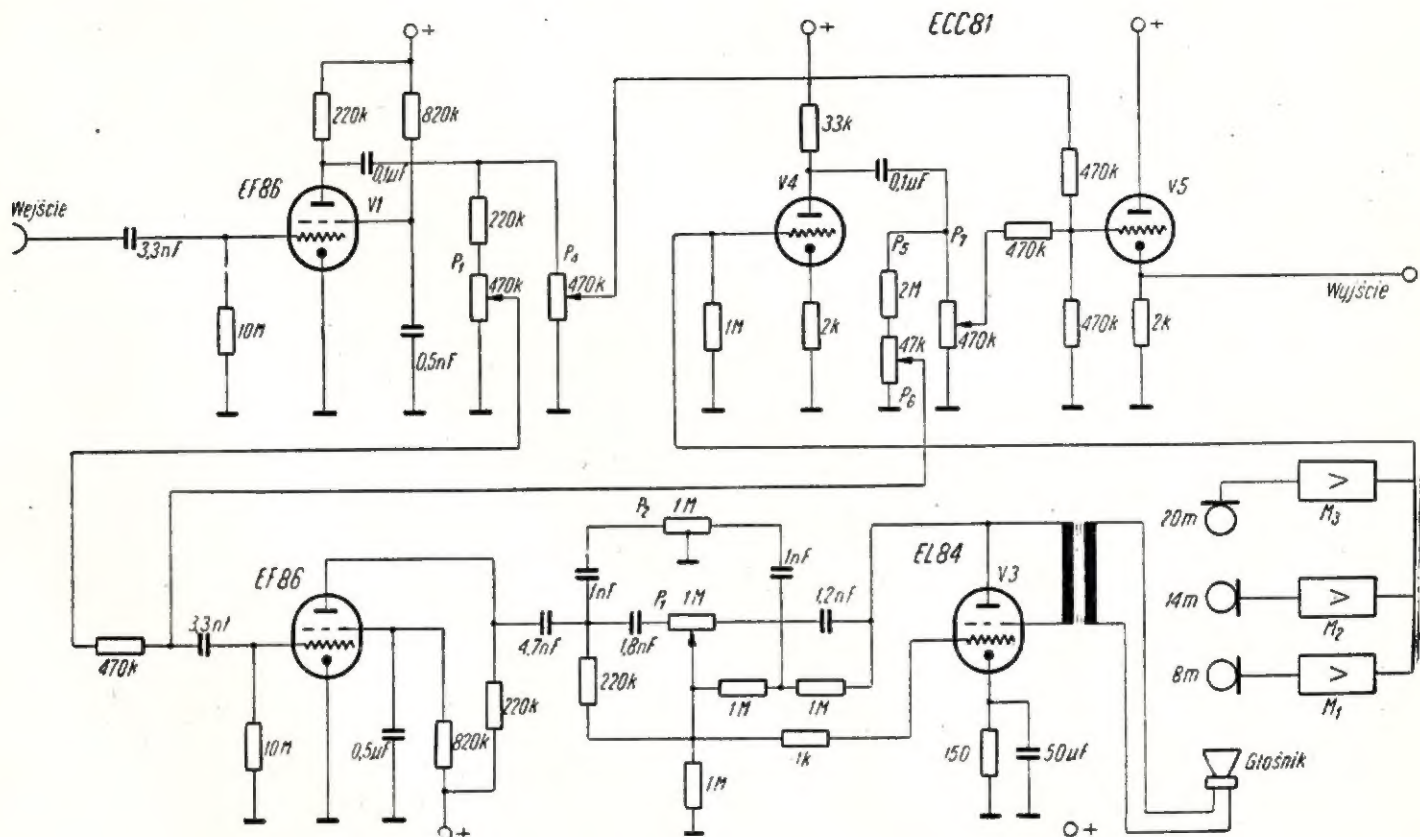 ECC81
+
+
+
220k
820k
33k
0,1µF
470k
EF86
V1
V4
0,1µF
V5
Wejście
3,3nF
220k
P5
P7
470k
P1
P4
470k
470k
2M
Wyjście
10M
1M
2k
47k
470k
470k
2k
0,5nF
P6
P2
1M
20m
>
M3
EF86
1nF
1nF
EL84
V3
3,3nf
P1
1M
1,2nF
14m
>
M2
470k
4,7nF
1,8nF
220k
8m
>
M1
220k
1M
1M
10M
0,5µF
820k
1k
150
50µF
Głośnik
1M
+
+